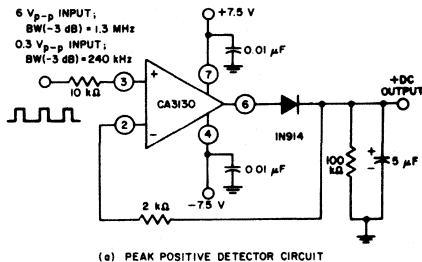 6 Vp-p INPUT;
BW(-3 dB) = 1.3 MHz
0.3 Vp-p INPUT;
BW(-3 dB) = 240 kHz
+7.5 V
0.01 µF
7
3
+
10 kΩ
CA3130
6
+DC
OUTPUT
2
-
4
IN914
0.01 µF
100
kΩ
+
-
5 µF
-7.5 V
2 kΩ
(a) PEAK POSITIVE DETECTOR CIRCUIT